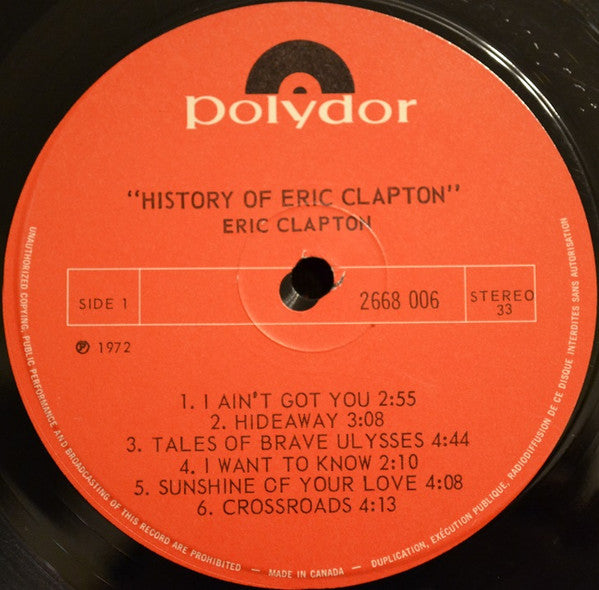 polydor
"HISTORY OF ERIC CLAPTON"
ERIC CLAPTON
SIDE 1
2668 006
STEREO
33
Ⓟ 1972
1. I AIN'T GOT YOU 2:55
2. HIDEAWAY 3:08
3. TALES OF BRAVE ULYSSES 4:44
4. I WANT TO KNOW 2:10
5. SUNSHINE OF YOUR LOVE 4:08
6. CROSSROADS 4:13
UNAUTHORIZED COPYING, PUBLIC PERFORMANCE AND BROADCASTING OF THIS RECORD ARE PROHIBITED – MADE IN CANADA – DUPLICATION, EXÉCUTION PUBLIQUE, RADIODIFFUSION DE CE DISQUE INTERDITES SANS AUTORISATION